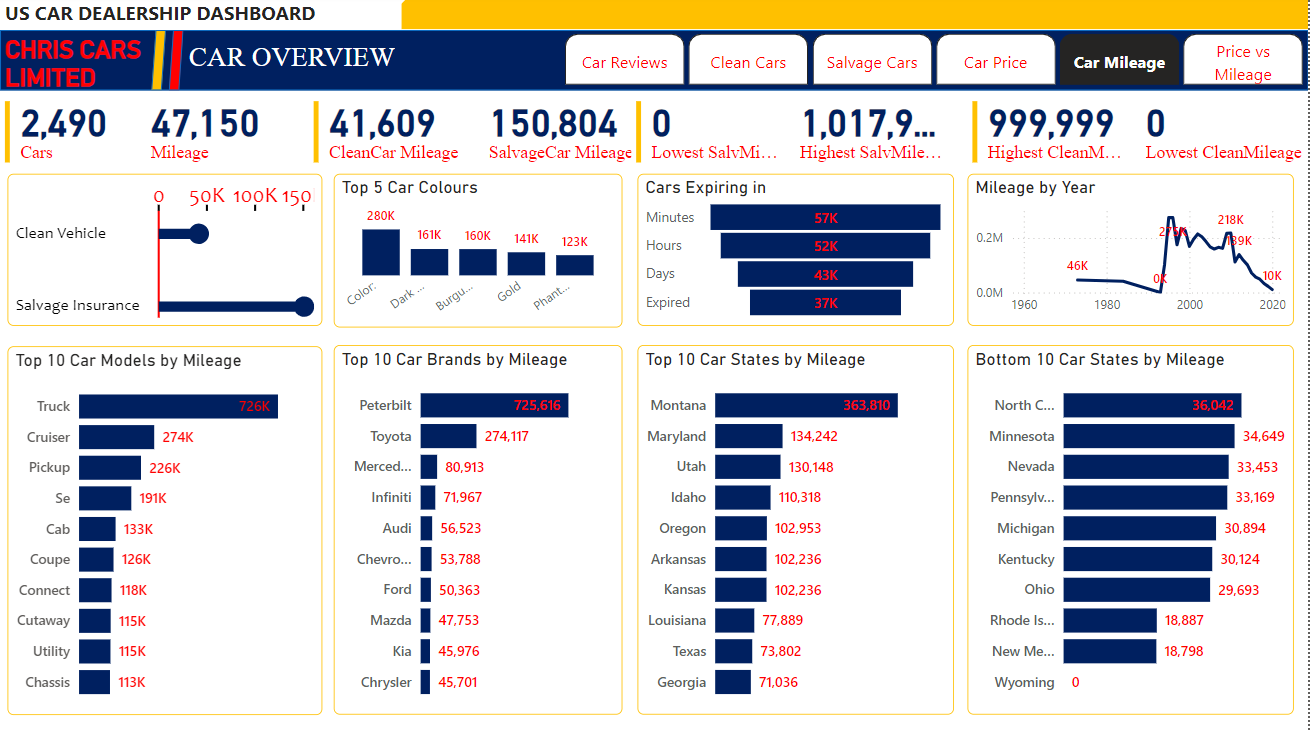 US CAR DEALERSHIP DASHBOARD
CHRIS CARS
LIMITED
CAR OVERVIEW
Car Reviews
Clean Cars
Salvage Cars
Car Price
Car Mileage
Price vs
Mileage
2,490
Cars
47,150
Mileage
41,609
CleanCar Mileage
150,804
SalvageCar Mileage
0
Lowest SalvMi...
1,017,9...
Highest SalvMile...
999,999
Highest CleanM...
0
Lowest CleanMileage
0 50K 100K 150
Clean Vehicle
Salvage Insurance
Top 5 Car Colours
280K
161K
160K
141K
123K
Color:
Dark ...
Burgu...
Gold
Phant...
Cars Expiring in
Minutes 57K
Hours 52K
Days 43K
Expired 37K
Mileage by Year
0.2M
0.0M
46K
0K
218K
10K
1960 1980 2000 2020
Top 10 Car Models by Mileage
Truck 726K
Cruiser 274K
Pickup 226K
Se 191K
Cab 133K
Coupe 126K
Connect 118K
Cutaway 115K
Utility 115K
Chassis 113K
Top 10 Car Brands by Mileage
Peterbilt 725,616
Toyota 274,117
Merced... 80,913
Infiniti 71,967
Audi 56,523
Chevro... 53,788
Ford 50,363
Mazda 47,753
Kia 45,976
Chrysler 45,701
Top 10 Car States by Mileage
Montana 363,810
Maryland 134,242
Utah 130,148
Idaho 110,318
Oregon 102,953
Arkansas 102,236
Kansas 102,236
Louisiana 77,889
Texas 73,802
Georgia 71,036
Bottom 10 Car States by Mileage
North C... 36,042
Minnesota 34,649
Nevada 33,453
Pennsylv... 33,169
Michigan 30,894
Kentucky 30,124
Ohio 29,693
Rhode Is... 18,887
New Me... 18,798
Wyoming 0